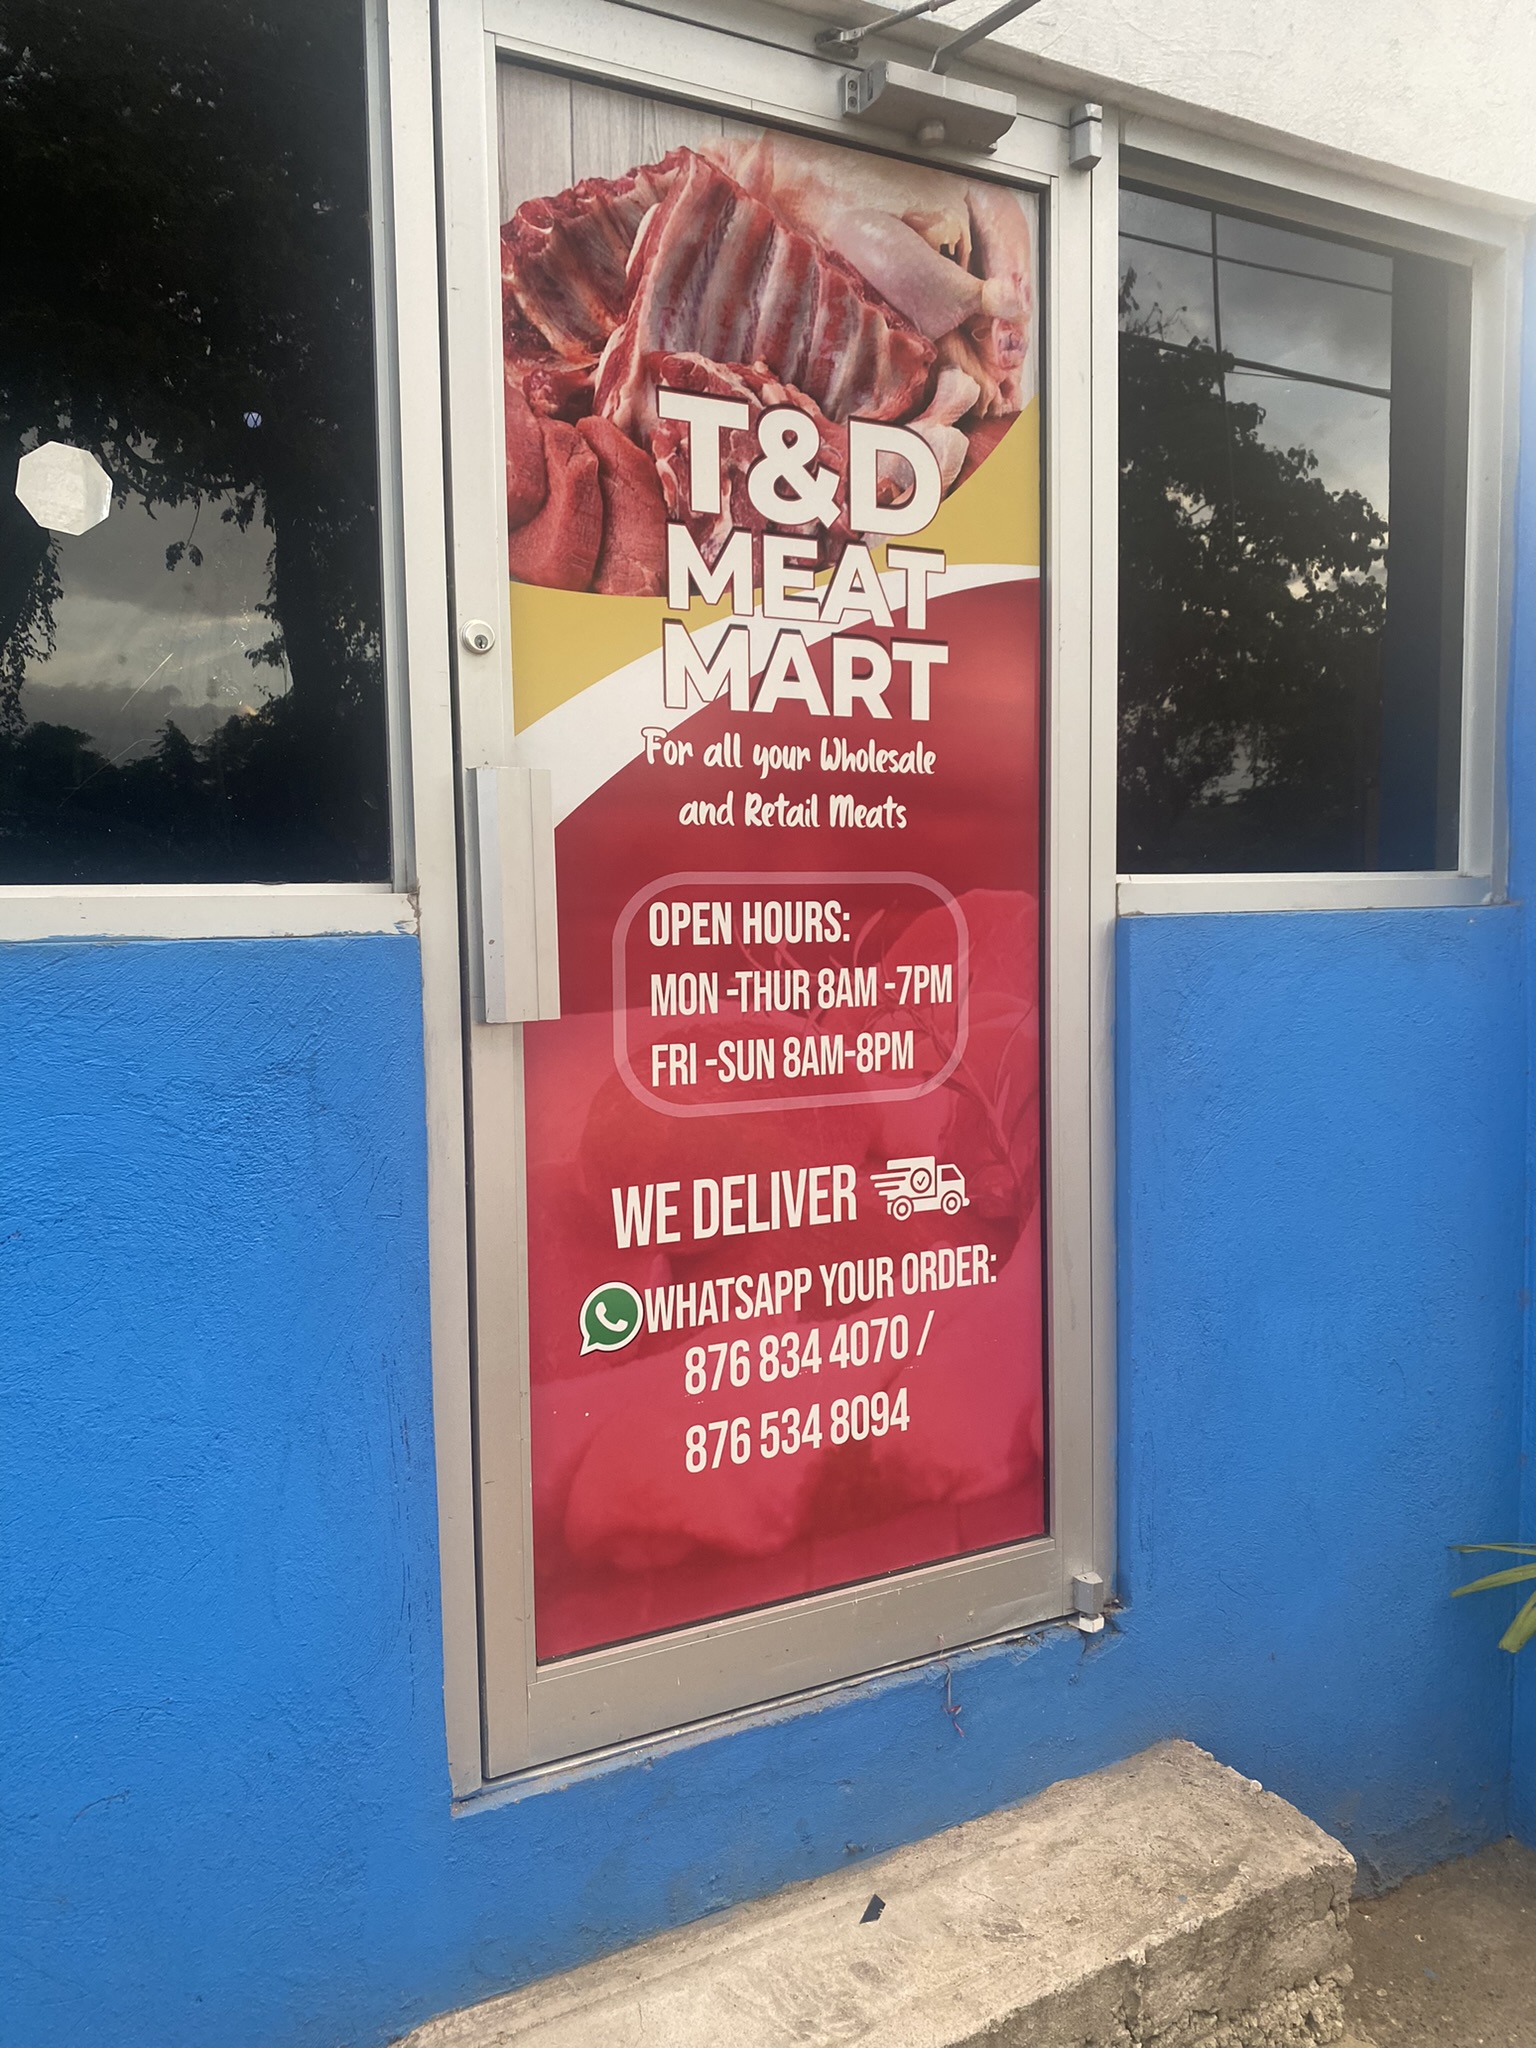 T&D
MEAT
MART
For all your Wholesale
and Retail Meats
OPEN HOURS:
MON -THUR 8AM -7PM
FRI -SUN 8AM-8PM
WE DELIVER
WHATSAPP YOUR ORDER:
876 834 4070 /
876 534 8094